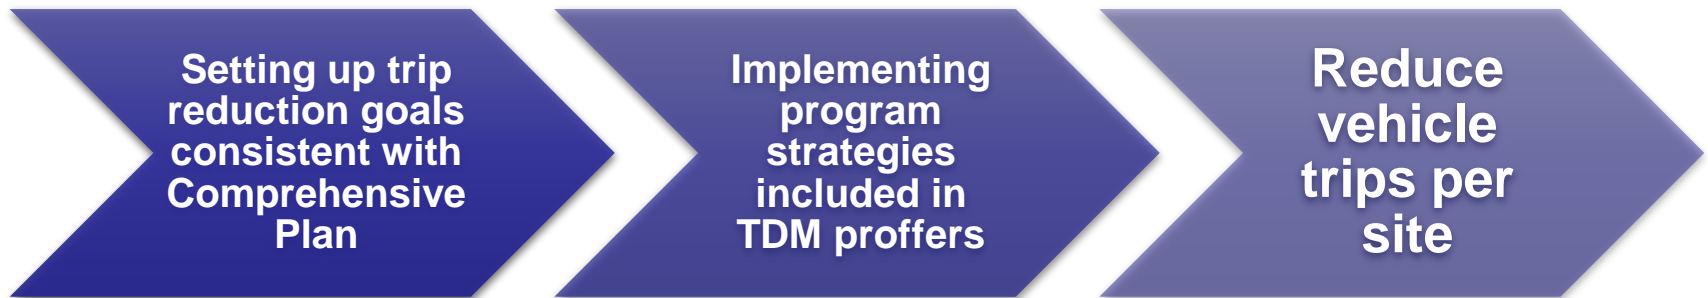 Setting up trip
reduction goals
consistent with
Comprehensive
Plan
Implementing
program
strategies
included in
TDM proffers
Reduce
vehicle
trips per
site